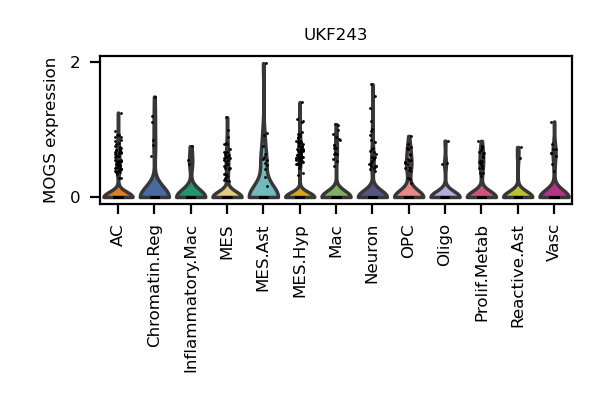 UKF243
MOGS expression
2
0
AC
Chromatin.Reg
Inflammatory.Mac
MES
MES.Ast
MES.Hyp
Mac
Neuron
OPC
Oligo
Prolif.Metab
Reactive.Ast
Vasc